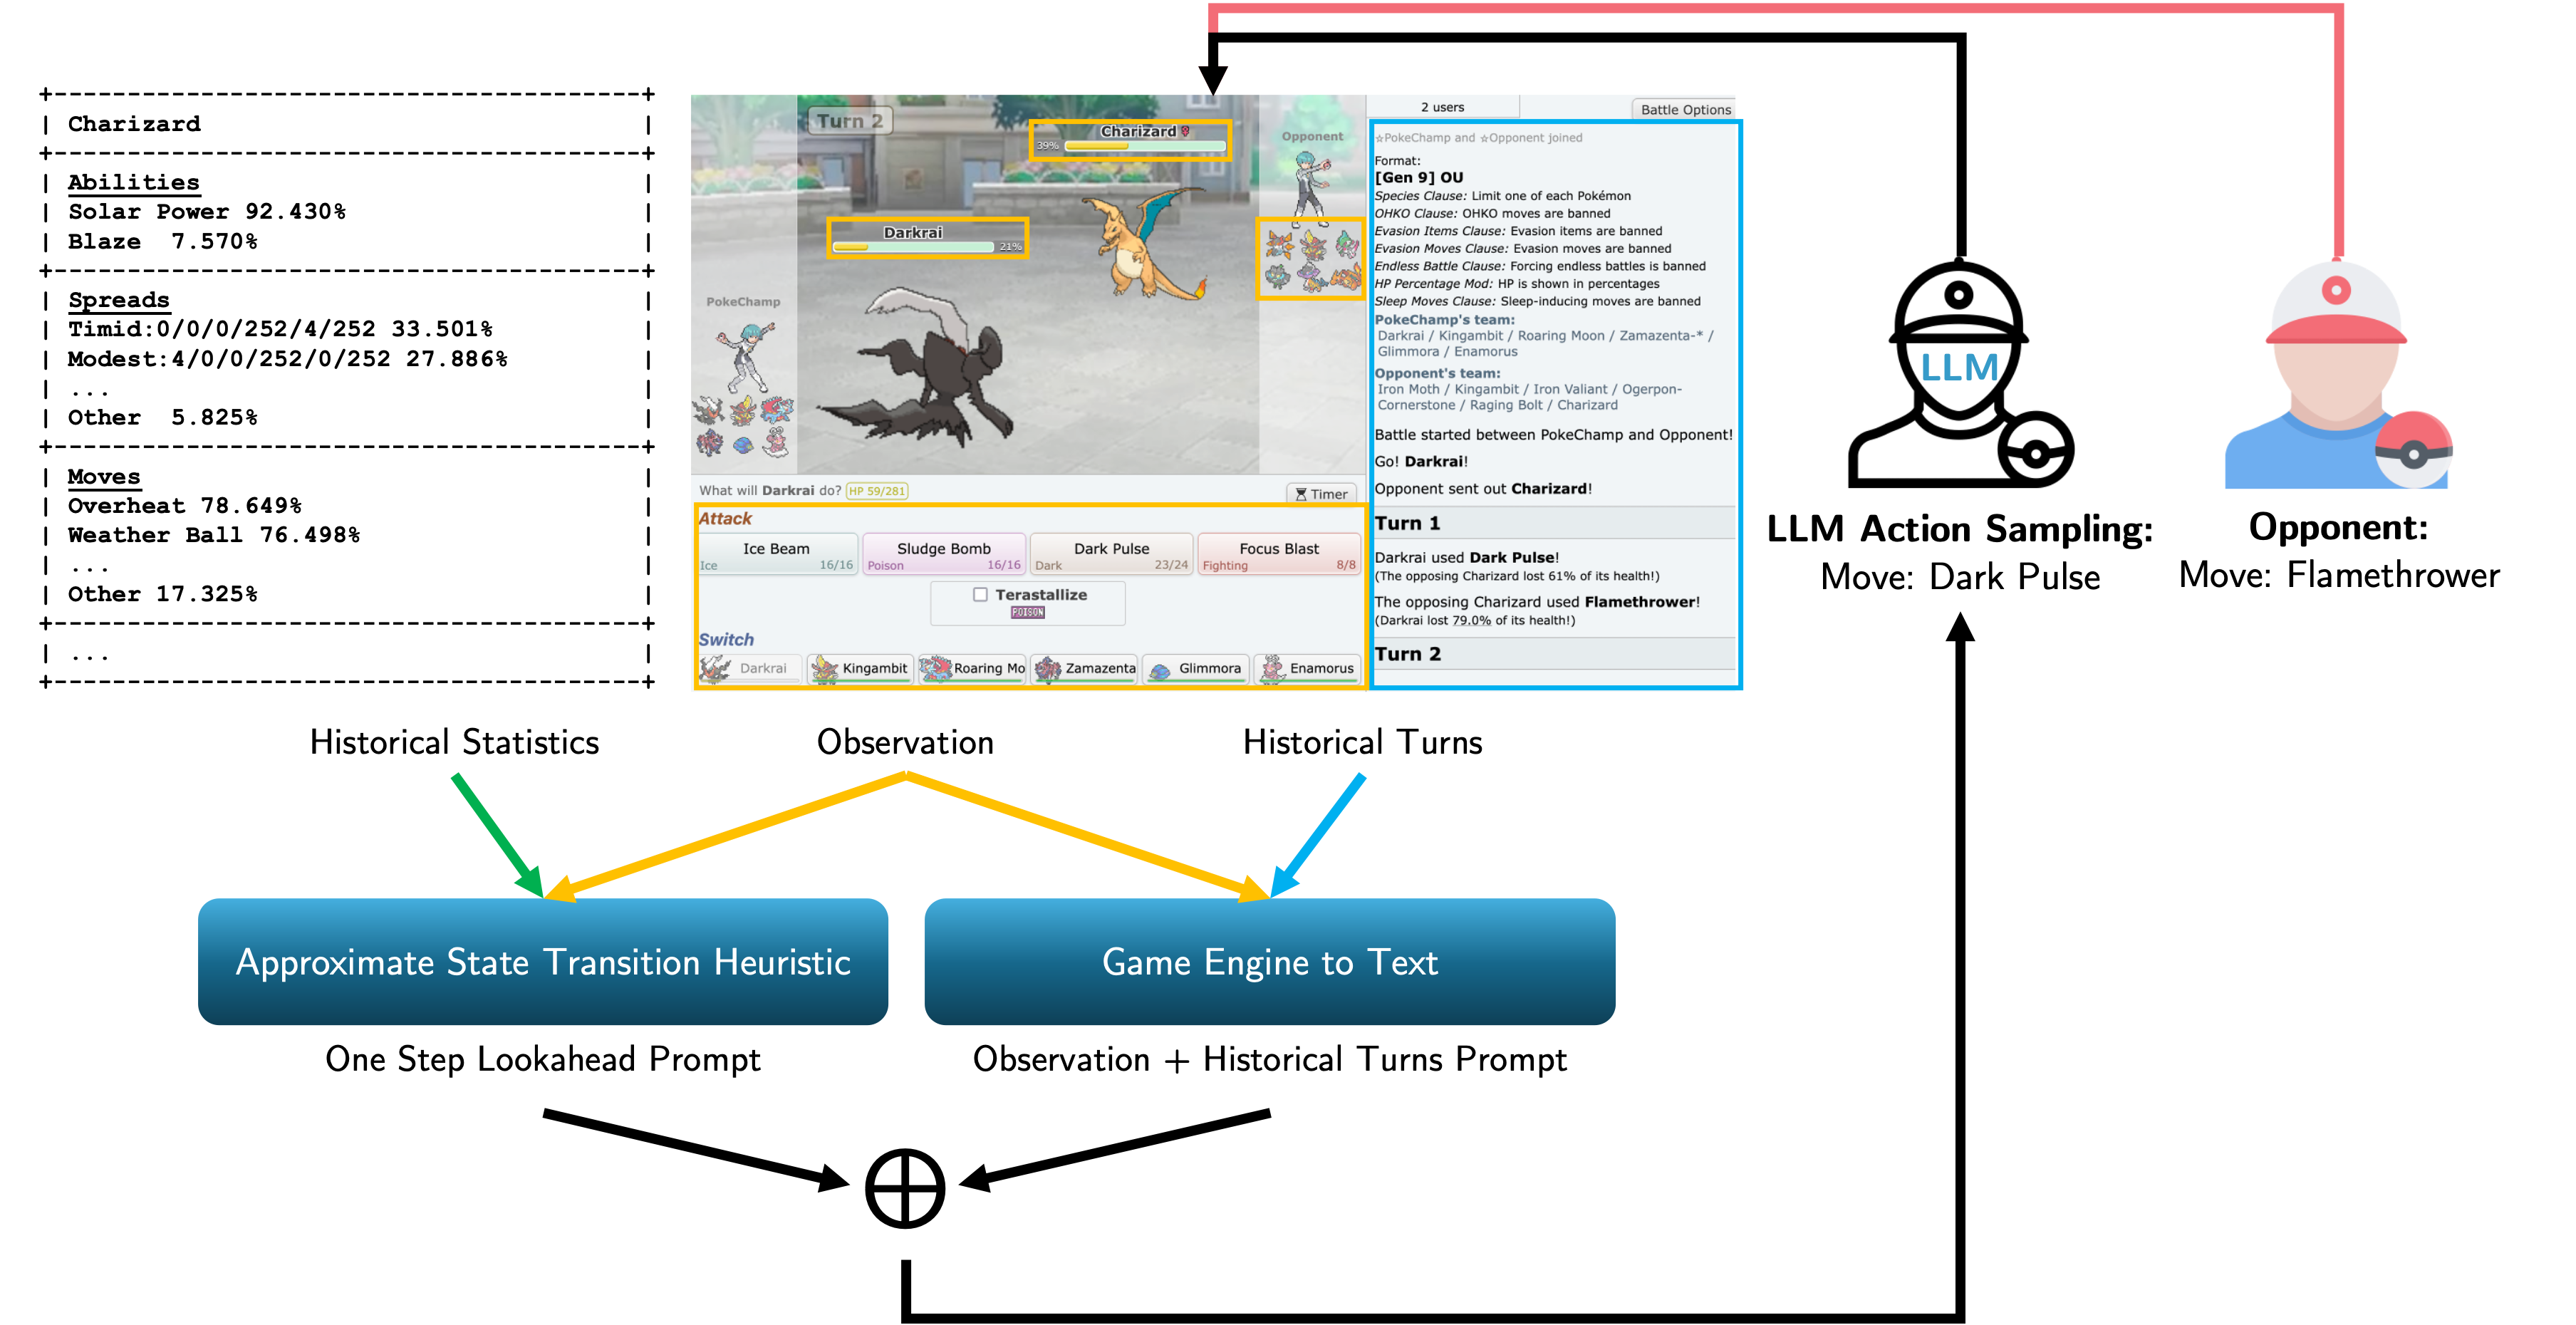 Charizard
Abilities
Solar Power 92.430%
Blaze 7.570%
Spreads
Timid:0/0/0/252/4/252 33.501%
Modest:4/0/0/252/0/252 27.886%
...
Other 5.825%
Moves
Overheat 78.649%
Weather Ball 76.498%
...
Other 17.325%
...
Turn 2
Charizard
39%
Darkrai
21%
PokeChamp
Opponent
What will Darkrai do? HP 59/281
Timer
Attack
Ice Beam
Ice 16/16
Sludge Bomb
Poison 16/16
Dark Pulse
Dark 23/24
Focus Blast
Fighting 8/8
Terastallize
POISON
Switch
Darkrai
Kingambit
Roaring Mo
Zamazenta
Glimmora
Enamorus
2 users
Battle Options
☆PokeChamp and ☆Opponent joined
Format:
[Gen 9] OU
Species Clause: Limit one of each Pokémon
OHKO Clause: OHKO moves are banned
Evasion Items Clause: Evasion items are banned
Evasion Moves Clause: Evasion moves are banned
Endless Battle Clause: Forcing endless battles is banned
HP Percentage Mod: HP is shown in percentages
Sleep Moves Clause: Sleep-inducing moves are banned
PokeChamp's team:
Darkrai / Kingambit / Roaring Moon / Zamazenta-* /
Glimmora / Enamorus
Opponent's team:
Iron Moth / Kingambit / Iron Valiant / Ogerpon-
Cornerstone / Raging Bolt / Charizard
Battle started between PokeChamp and Opponent!
Go! Darkrai!
Opponent sent out Charizard!
Turn 1
Darkrai used Dark Pulse!
(The opposing Charizard lost 61% of its health!)
The opposing Charizard used Flamethrower!
(Darkrai lost 79.0% of its health!)
Turn 2
LLM
LLM Action Sampling:
Move: Dark Pulse
Opponent:
Move: Flamethrower
Historical Statistics
Observation
Historical Turns
Approximate State Transition Heuristic
Game Engine to Text
One Step Lookahead Prompt
Observation + Historical Turns Prompt